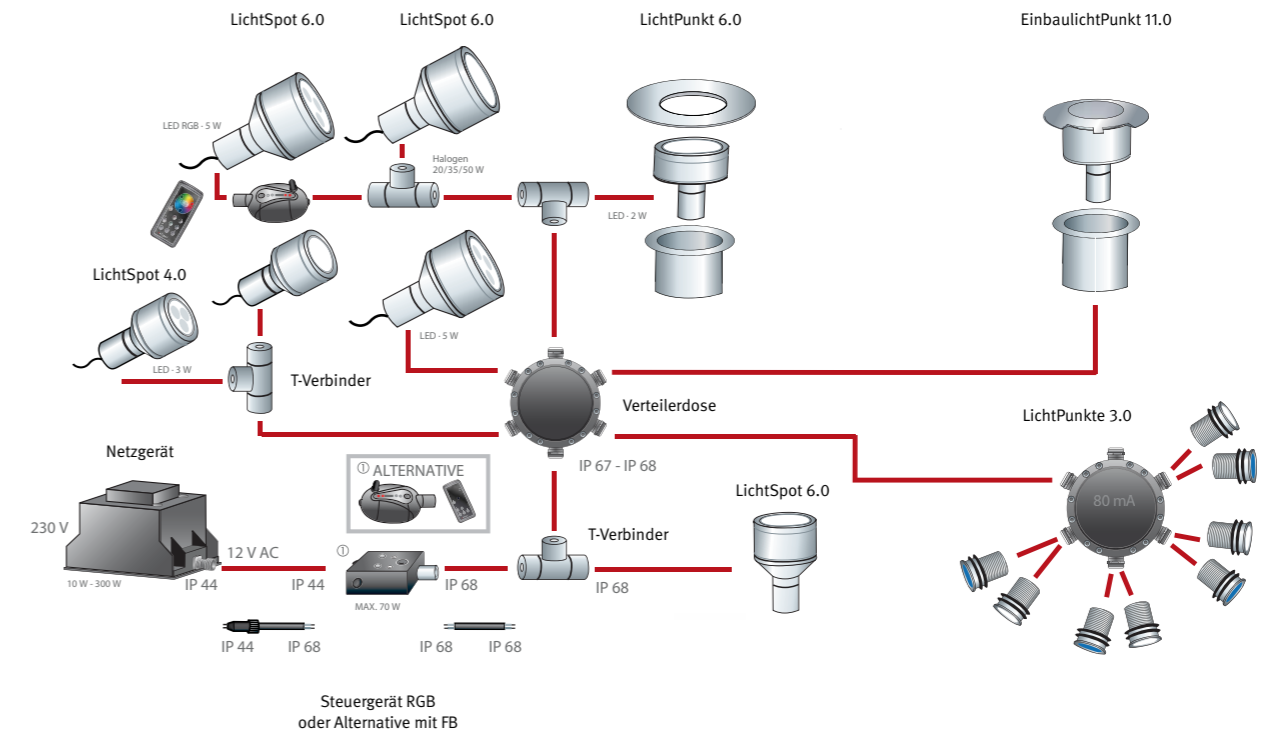 LichtSpot 6.0
LichtSpot 6.0
LichtPunkt 6.0
EinbaulichtPunkt 11.0
LED RGB - 5 W
Halogen
20/35/50 W
LED - 2 W
LichtSpot 4.0
LED - 5 W
LED - 3 W
T-Verbinder
Verteilerdose
LichtPunkte 3.0
Netzgerät
① ALTERNATIVE
IP 67 - IP 68
80 mA
LichtSpot 6.0
230 V
T-Verbinder
12 V AC
①
10 W - 300 W
IP 44
IP 44
IP 68
IP 68
MAX. 70 W
IP 44
IP 68
IP 68
IP 68
Steuergerät RGB
oder Alternative mit FB